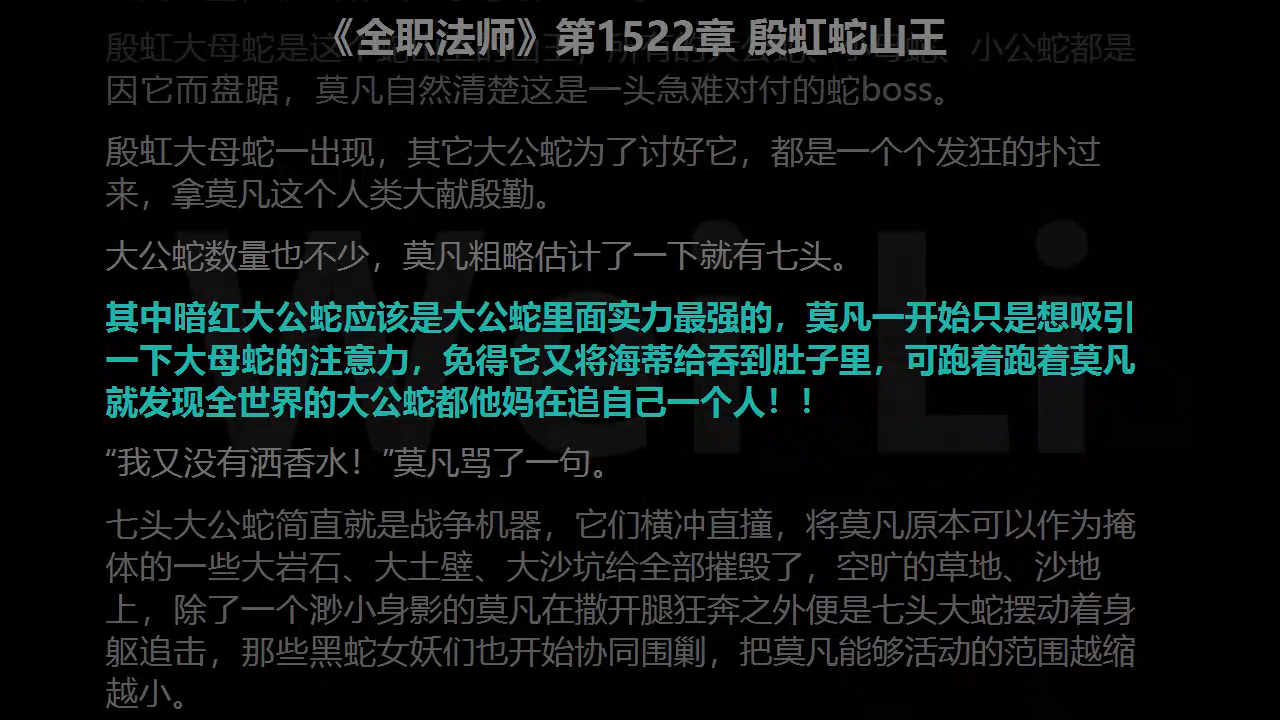 《全职法师》第1522章 殷虹蛇山王
殷虹大母蛇是这
小公蛇都是
因它而盘踞，莫凡自然清楚这是一头急难对付的蛇boss。
殷虹大母蛇一出现，其它大公蛇为了讨好它，都是一个个发狂的扑过
来，拿莫凡这个人类大献殷勤。
大公蛇数量也不少，莫凡粗略估计了一下就有七头。
其中暗红大公蛇应该是大公蛇里面实力最强的，莫凡一开始只是想吸引
一下大母蛇的注意力，免得它又将海蒂给吞到肚子里，可跑着跑着莫凡
就发现全世界的大公蛇都他妈在追自己一个人！！
“我又没有洒香水！”莫凡骂了一句。
七头大公蛇简直就是战争机器，它们横冲直撞，将莫凡原本可以作为掩
体的一些大岩石、大土壁、大沙坑给全部摧毁了，空旷的草地、沙地
上，除了一个渺小身影的莫凡在撒开腿狂奔之外便是七头大蛇摆动着身
躯追击，那些黑蛇女妖们也开始协同围剿，把莫凡能够活动的范围越缩
越小。
Wei Li